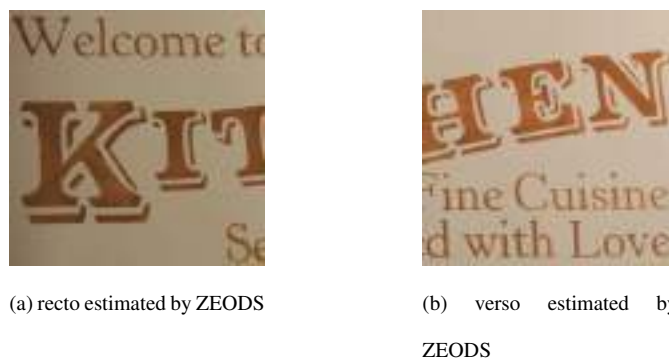 Welcome to
KIT
Se
(a) recto estimated by ZEODS
HEN
Fine Cuisine
d with Love
(b) verso estimated by
ZEODS